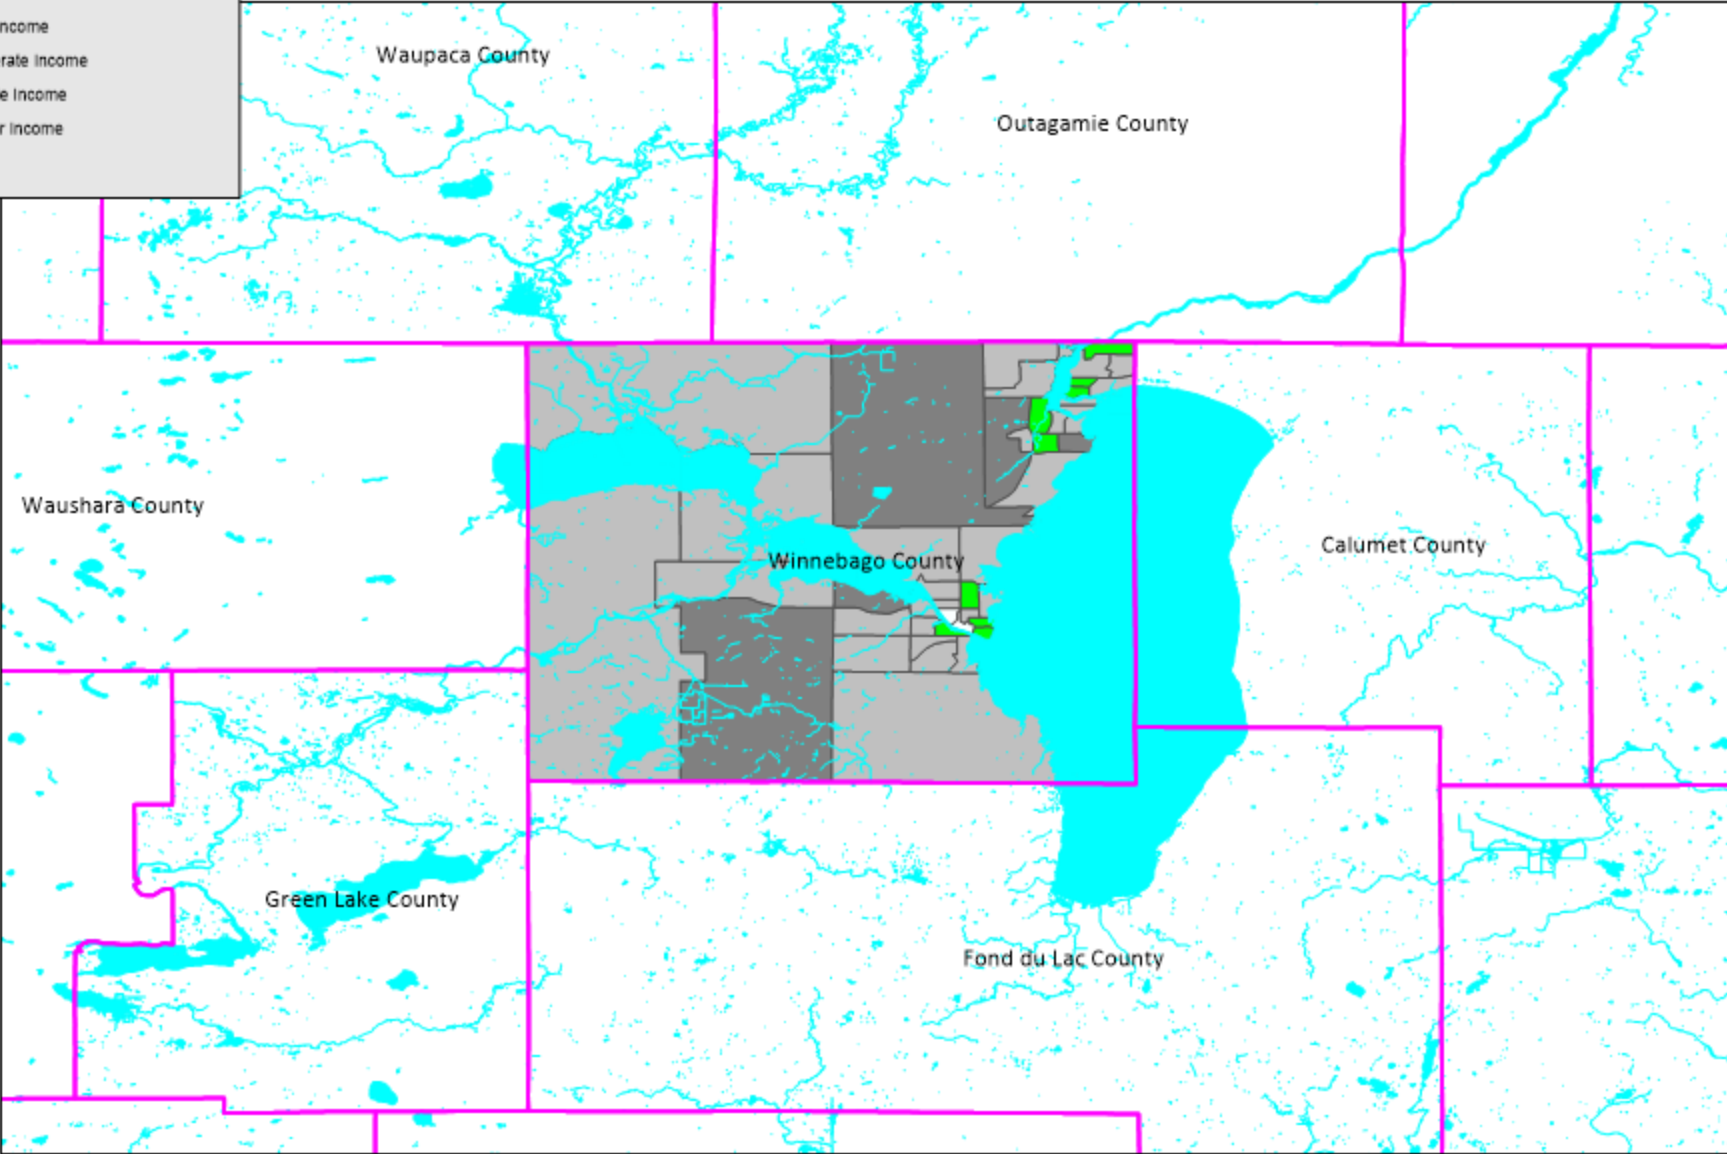 ncome
rate Income
e Income
r Income
Waupaca County
Outagamie County
Waushara County
Winnebago County
Calumet County
Green Lake County
Fond du Lac County